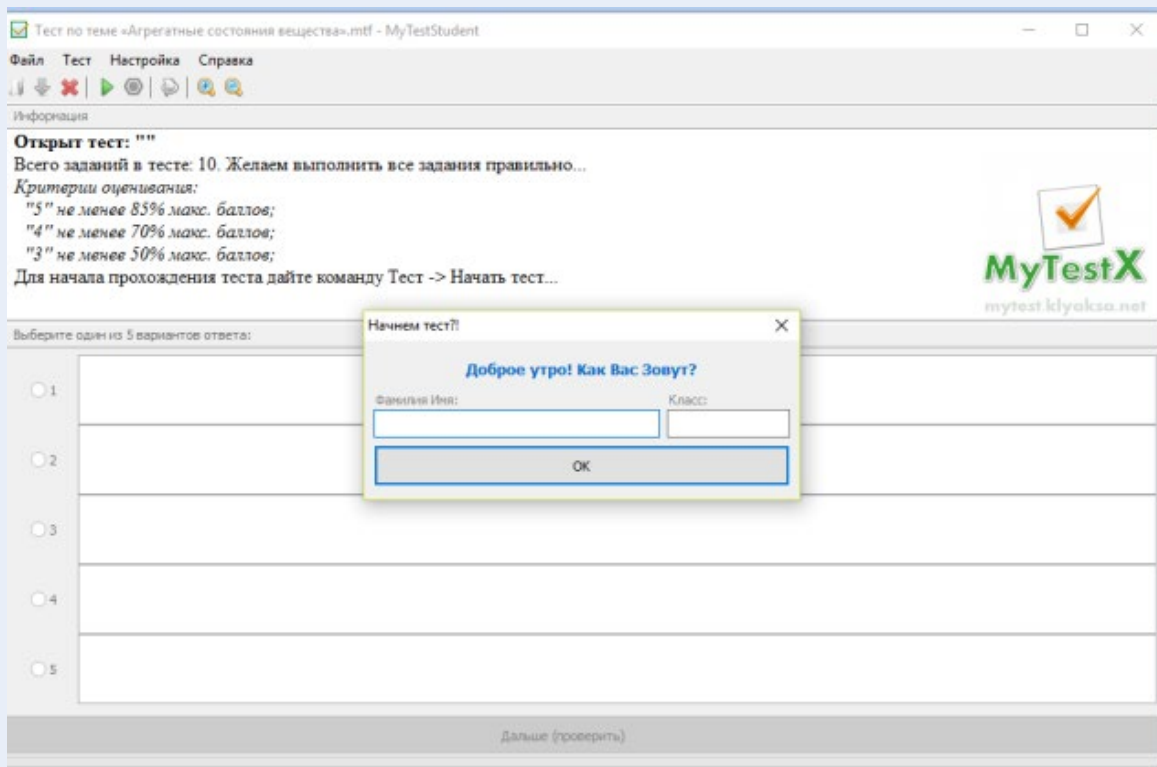 Тест по теме «Агрегатные состояния вещества».mtf - MyTestStudent
Файл Тест Настройка Справка
Информация
Открыт тест: ""
Всего заданий в тесте: 10. Желаем выполнить все задания правильно...
Критерии оценивания:
"5" не менее 85% макс. баллов;
"4" не менее 70% макс. баллов;
"3" не менее 50% макс. баллов;
Для начала прохождения теста дайте команду Тест -> Начать тест...
MyTestX
mytest.klyaksa.net
Выберите один из 5 вариантов ответа:
Начнем тест?!
Доброе утро! Как Вас Зовут?
Фамилия Имя: Класс:
OK
1
2
3
4
5
Дальше (проверить)